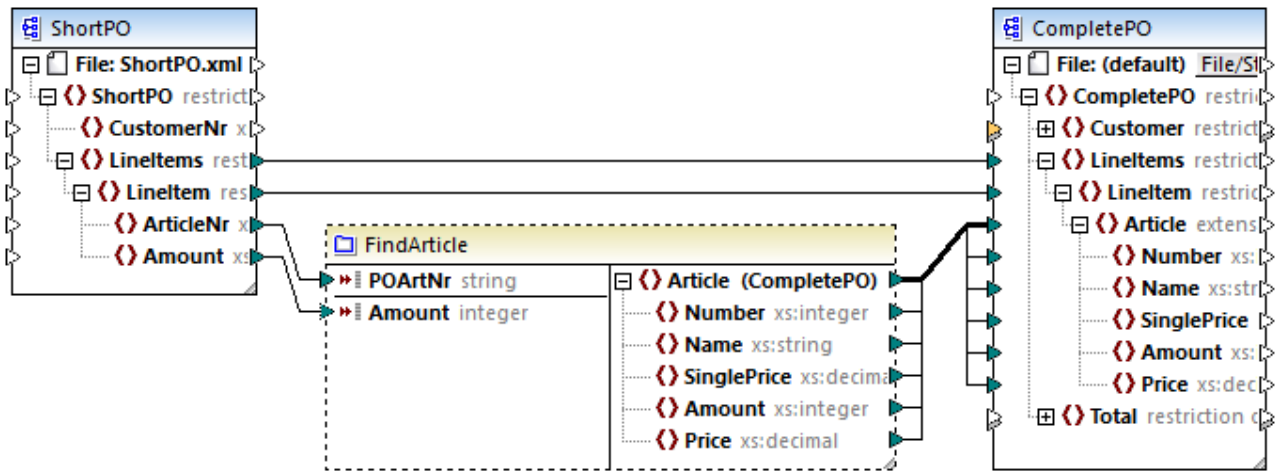 ShortPO
File: ShortPO.xml
ShortPO restrict
CustomerNr x
LineItems rest
LineItem res
ArticleNr x
Amount xs
FindArticle
POArtNr string
Amount integer
Article (CompletePO)
Number xs:integer
Name xs:string
SinglePrice xs:decima
Amount xs:integer
Price xs:decimal
CompletePO
File: (default) File/St
CompletePO restri
Customer restrict
LineItems restrict
LineItem restric
Article extens
Number xs:
Name xs:str
SinglePrice
Amount xs:
Price xs:dec
Total restriction o